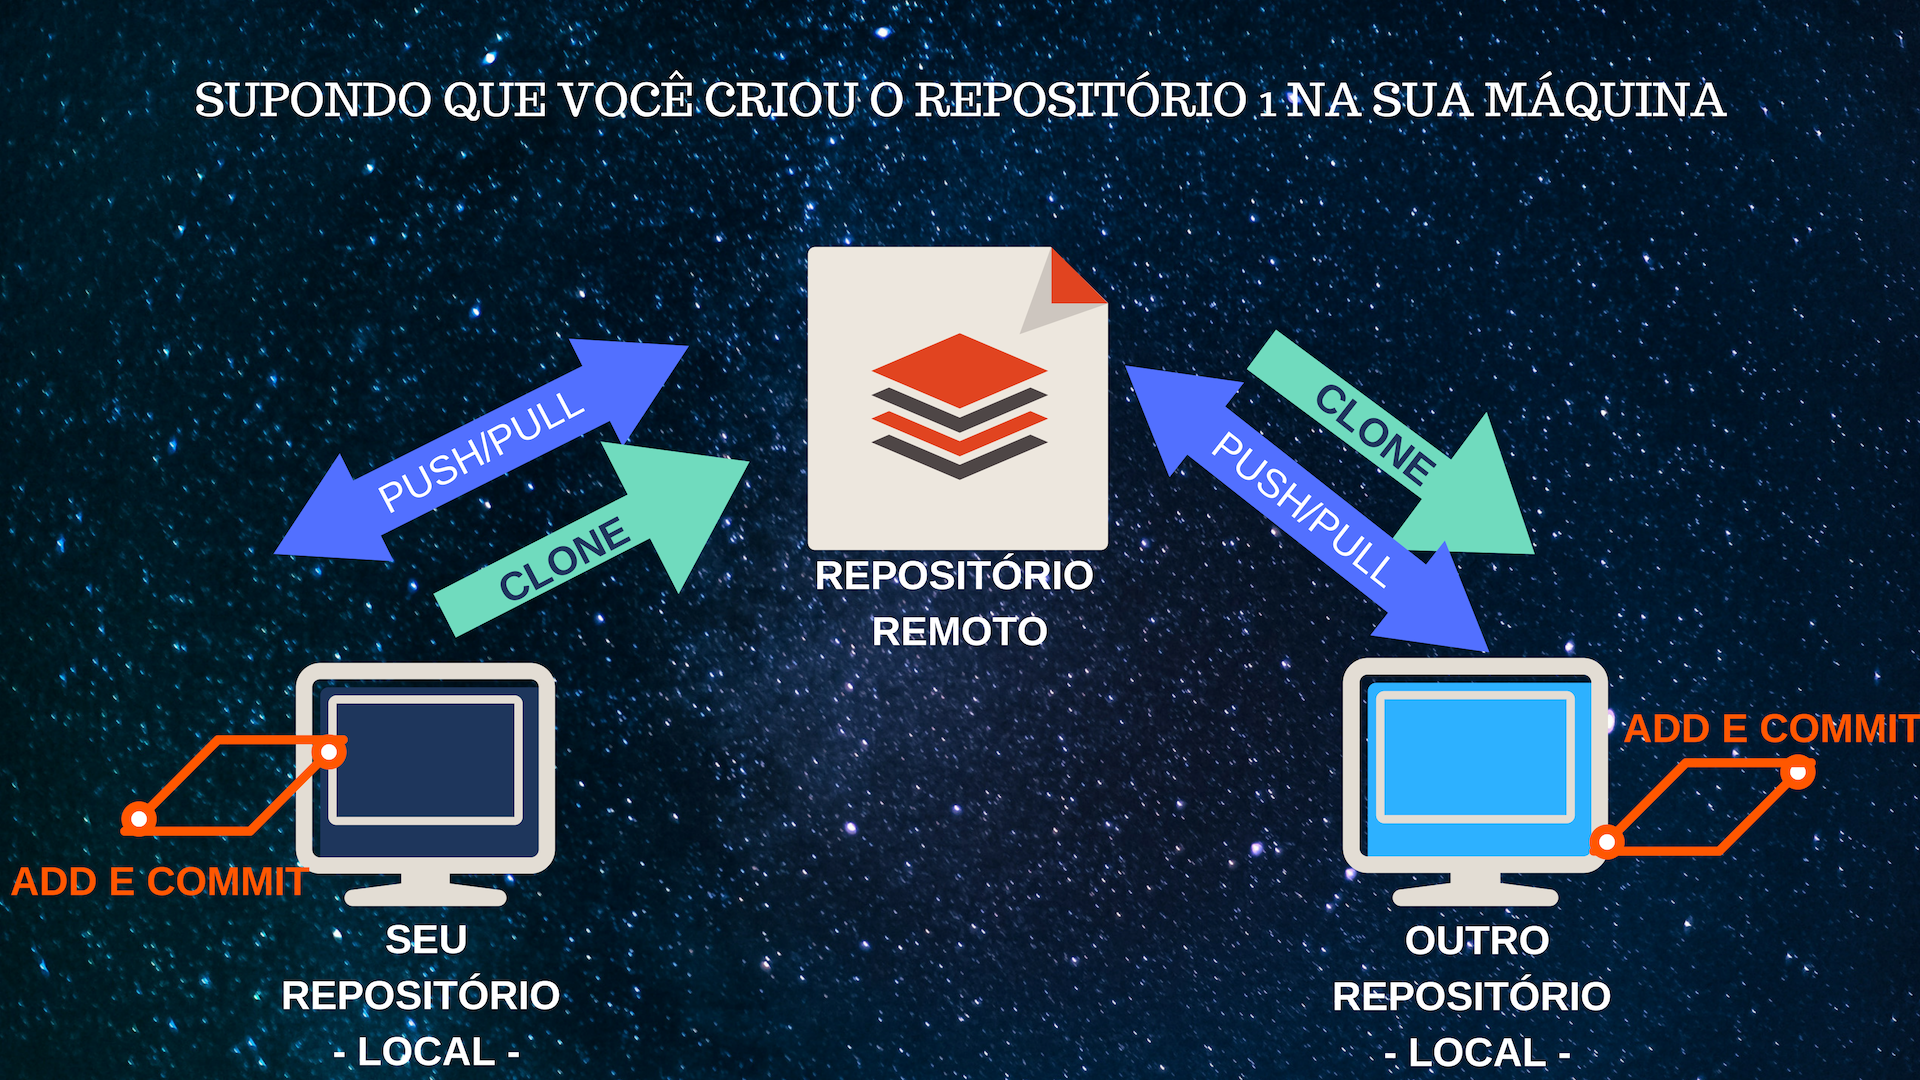 SUPONDO QUE VOCÊ CRIOU O REPOSITÓRIO 1 NA SUA MÁQUINA
PUSH/PULL
CLONE
REPOSITÓRIO
REMOTO
CLONE
PUSH/PULL
ADD E COMMIT
SEU
REPOSITÓRIO
- LOCAL -
ADD E COMMIT
OUTRO
REPOSITÓRIO
- LOCAL -